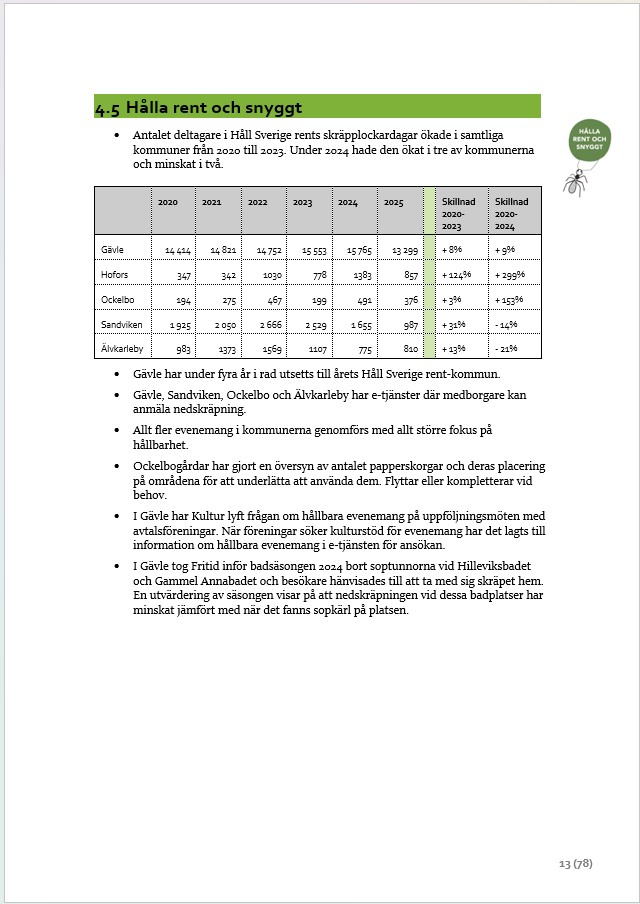 4.5 Hålla rent och snyggt
HÅLLA
RENT OCH
SNYGGT
• Antalet deltagare i Håll Sverige rents skräpplockardagar ökade i samtliga
kommuner från 2020 till 2023. Under 2024 hade den ökat i tre av kommunerna
och minskat i två.
2020 2021 2022 2023 2024 2025 Skillnad 2020-2023 Skillnad 2020-2024
Gävle 14 414 14 821 14 752 15 553 15 765 13 299 + 8% + 9%
Hofors 347 342 1030 778 1383 857 + 124% + 299%
Ockelbo 194 275 467 199 491 376 + 3% + 153%
Sandviken 1 925 2 050 2 666 2 529 1 655 987 + 31% - 14%
Älvkarleby 983 1373 1569 1107 775 810 + 13% - 21%
• Gävle har under fyra år i rad utsetts till årets Håll Sverige rent-kommun.
• Gävle, Sandviken, Ockelbo och Älvkarleby har e-tjänster där medborgare kan
anmäla nedskräpning.
• Allt fler evenemang i kommunerna genomförs med allt större fokus på
hållbarhet.
• Ockelbogårdar har gjort en översyn av antalet papperskorgar och deras placering
på områdena för att underlätta att använda dem. Flyttar eller kompletterar vid
behov.
• I Gävle har Kultur lyft frågan om hållbara evenemang på uppföljningsmöten med
avtalsföreningar. När föreningar söker kulturstöd för evenemang har det lagts till
information om hållbara evenemang i e-tjänsten för ansökan.
• I Gävle tog Fritid inför badsäsongen 2024 bort soptunnorna vid Hilleviksbadet
och Gammel Annabadet och besökare hänvisades till att ta med sig skräpet hem.
En utvärdering av säsongen visar på att nedskräpningen vid dessa badplatser har
minskat jämfört med när det fanns sopkärl på platsen.
13 (78)